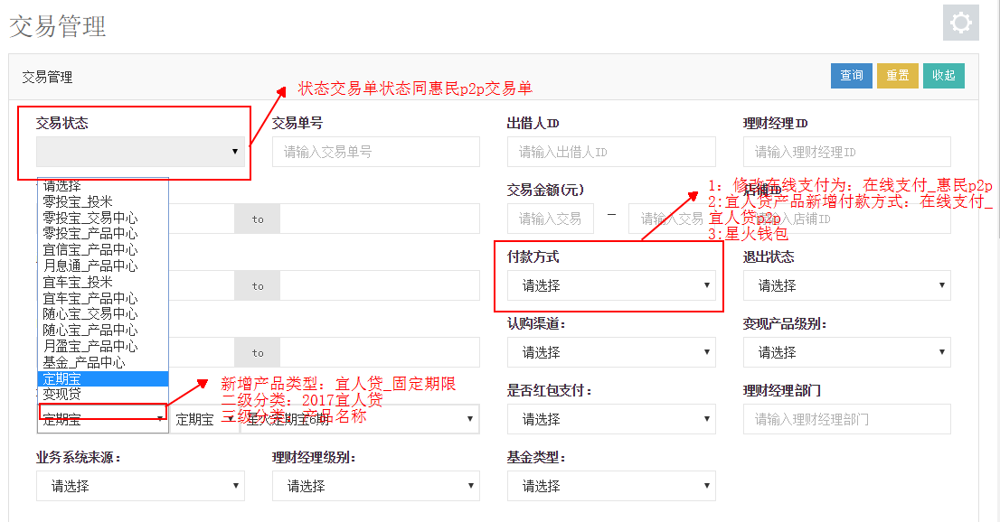 交易管理
交易管理
查询
重置
收起
状态交易单状态同惠民p2p交易单
交易状态
交易单号
出借人ID
理财经理ID
请输入交易单号
请输入出借人ID
请输入理财经理ID
请选择
零投宝_投米
零投宝_交易中心
零投宝_产品中心
宜信宝_产品中心
月息通_产品中心
宜车宝_投米
宜车宝_产品中心
随心宝_交易中心
随心宝_产品中心
月盈宝_产品中心
基金_产品中心
定期宝
变现贷
to
to
to
交易金额(元)
店铺ID
请输入交易
—
请输入交易
请输入店铺ID
1: 修改在线支付为: 在线支付_惠民p2p
2:宜人贷产品新增付款方式: 在线支付_
宜人贷p2p
3:星火钱包
付款方式
退出状态
请选择
请选择
认购渠道:
变现产品级别:
请选择
请选择
新增产品类型: 宜人贷_固定期限
二级分类: 2017宜人贷
三级分类: 产品名称
是否红包支付:
理财经理部门
定期宝
定期宝
星火定期宝6期
请选择
请输入理财经理部门
业务系统来源:
理财经理级别:
基金类型:
请选择
请选择
请选择